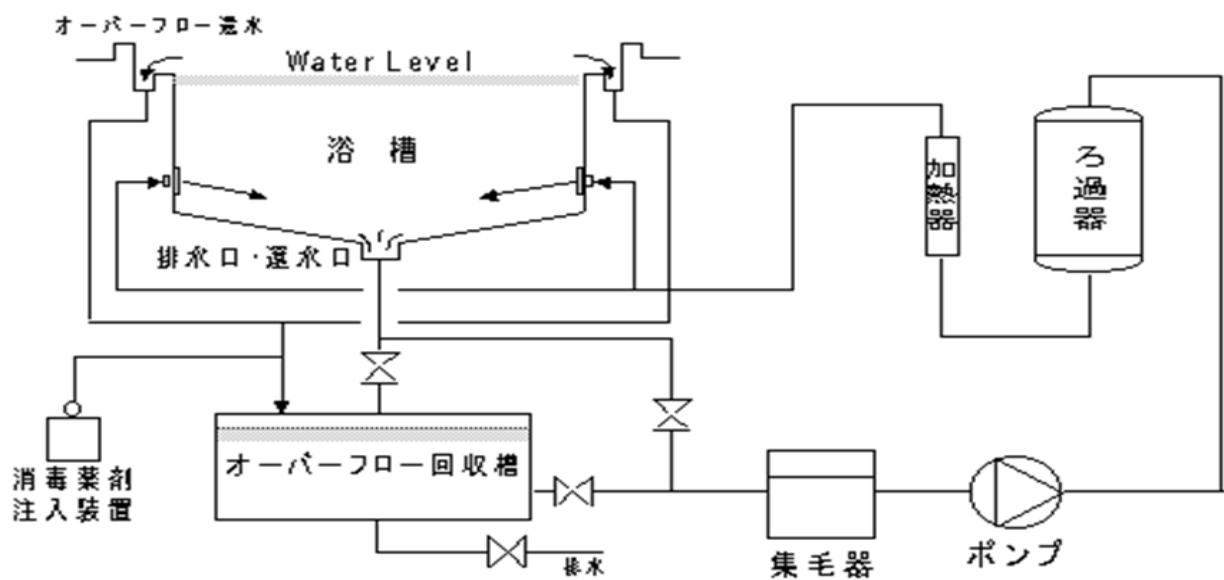 オーバーフロー還水
Water Level
浴槽
加熱器
ろ過器
排水口・還水口
オーバーフロー回収槽
消毒薬剤
注入装置
排水
集毛器
ポンプ